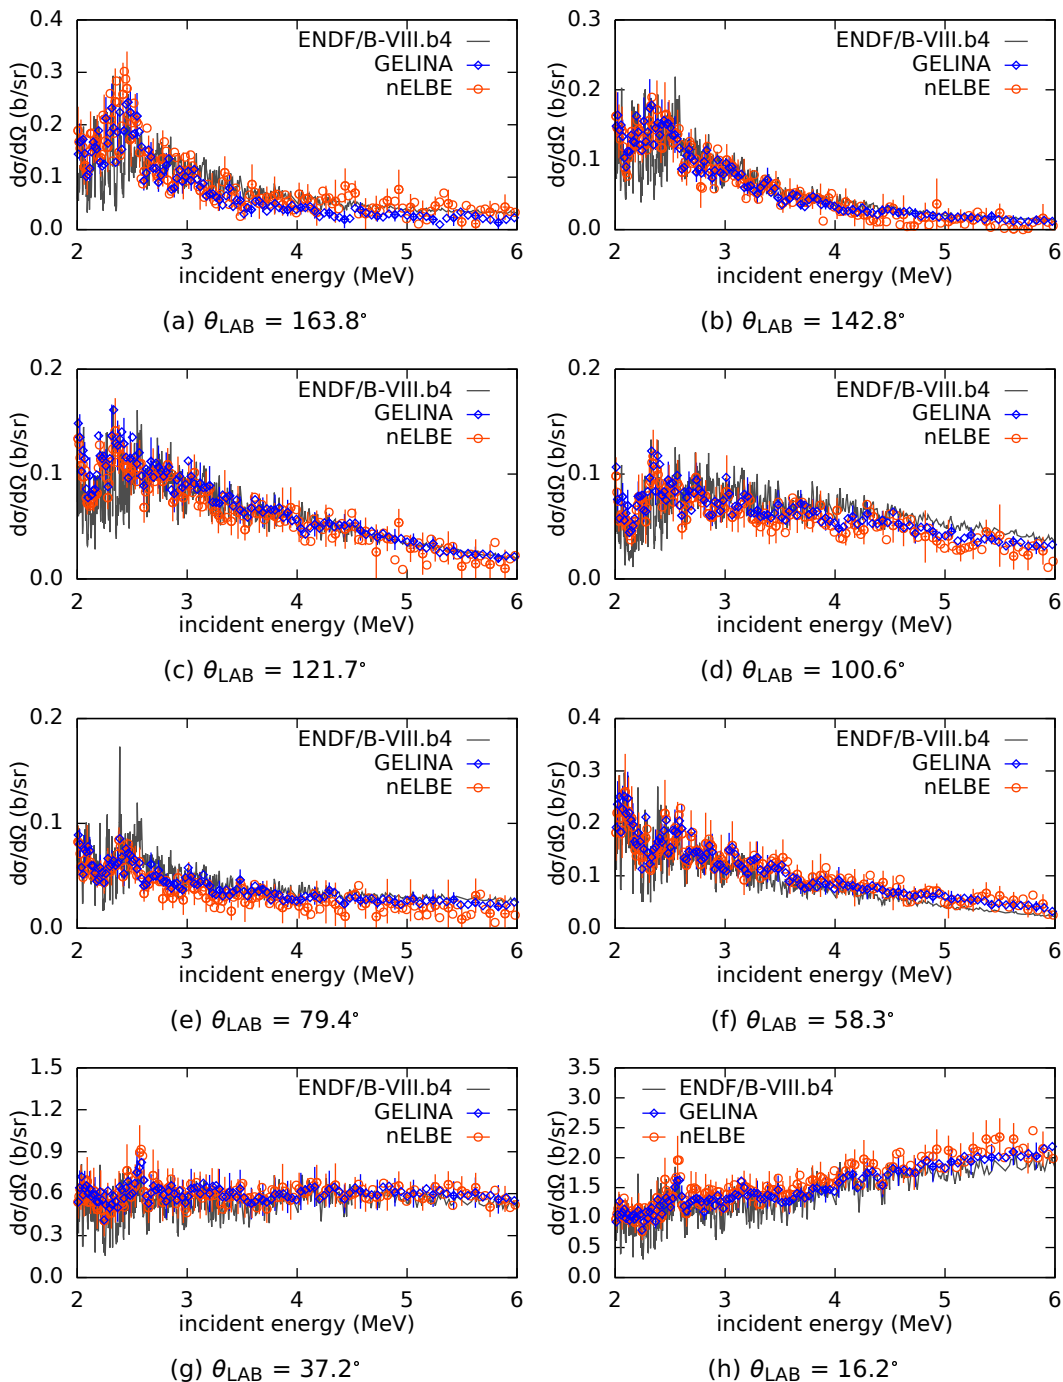 0.4
0.3
0.2
0.1
0.0
dσ/dΩ (b/sr)
ENDF/B-VIII.b4
GELINA
nELBE
2 3 4 5 6
incident energy (MeV)
(a) θLAB = 163.8°
0.3
0.2
0.1
0.0
dσ/dΩ (b/sr)
ENDF/B-VIII.b4
GELINA
nELBE
2 3 4 5 6
incident energy (MeV)
(b) θLAB = 142.8°
0.2
0.1
0.0
dσ/dΩ (b/sr)
ENDF/B-VIII.b4
GELINA
nELBE
2 3 4 5 6
incident energy (MeV)
(c) θLAB = 121.7°
0.2
0.1
0.0
dσ/dΩ (b/sr)
ENDF/B-VIII.b4
GELINA
nELBE
2 3 4 5 6
incident energy (MeV)
(d) θLAB = 100.6°
0.2
0.1
0.0
dσ/dΩ (b/sr)
ENDF/B-VIII.b4
GELINA
nELBE
2 3 4 5 6
incident energy (MeV)
(e) θLAB = 79.4°
0.4
0.3
0.2
0.1
0.0
dσ/dΩ (b/sr)
ENDF/B-VIII.b4
GELINA
nELBE
2 3 4 5 6
incident energy (MeV)
(f) θLAB = 58.3°
1.5
1.2
0.9
0.6
0.3
0.0
dσ/dΩ (b/sr)
ENDF/B-VIII.b4
GELINA
nELBE
2 3 4 5 6
incident energy (MeV)
(g) θLAB = 37.2°
3.5
3.0
2.5
2.0
1.5
1.0
0.5
0.0
dσ/dΩ (b/sr)
ENDF/B-VIII.b4
GELINA
nELBE
2 3 4 5 6
incident energy (MeV)
(h) θLAB = 16.2°